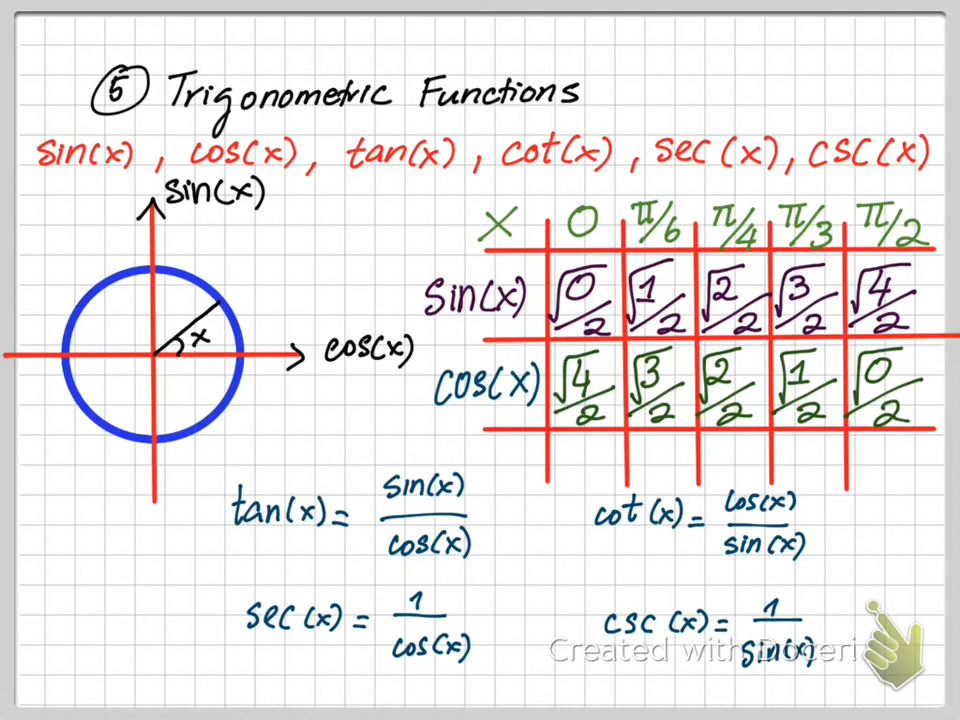 ⑤ Trigonometric Functions
sin(x) , cos(x) , tan(x) , cot(x) , sec(x) , csc(x)
sin(x)
x
cos(x)
X 0 π/6 π/4 π/3 π/2
Sin(x) √0/2 √1/2 √2/2 √3/2 √4/2
COS(X) √4/2 √3/2 √2/2 √1/2 √0/2
tan(x) = sin(x)/cos(x)
cot(x) = cos(x)/sin(x)
sec(x) = 1/cos(x)
csc(x) = 1/sin(x)
Created with Doceri